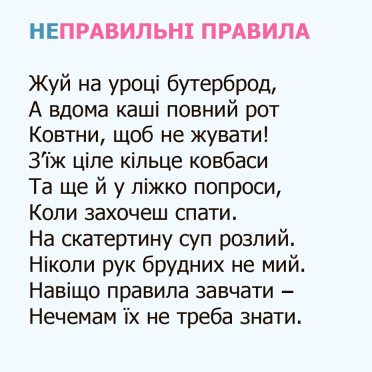 НЕПРАВИЛЬНІ ПРАВИЛА
Жуй на уроці бутерброд,
А вдома каші повний рот
Ковтни, щоб не жувати!
З’їж ціле кільце ковбаси
Та ще й у ліжко попроси,
Коли захочеш спати.
На скатертину суп розлий.
Ніколи рук брудних не мий.
Навіщо правила завчати –
Нечемам їх не треба знати.